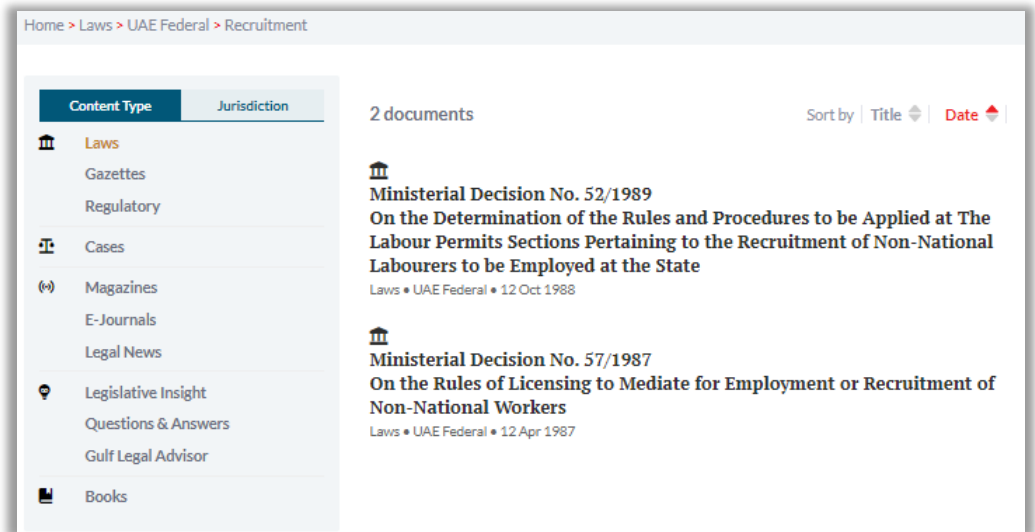 Home > Laws > UAE Federal > Recruitment
Content Type
Jurisdiction
Laws
Gazettes
Regulatory
Cases
Magazines
E-Journals
Legal News
Legislative Insight
Questions & Answers
Gulf Legal Advisor
Books
2 documents
Sort by | Title | Date
Ministerial Decision No. 52/1989
On the Determination of the Rules and Procedures to be Applied at The
Labour Permits Sections Pertaining to the Recruitment of Non-National
Labourers to be Employed at the State
Laws • UAE Federal • 12 Oct 1988
Ministerial Decision No. 57/1987
On the Rules of Licensing to Mediate for Employment or Recruitment of
Non-National Workers
Laws • UAE Federal • 12 Apr 1987